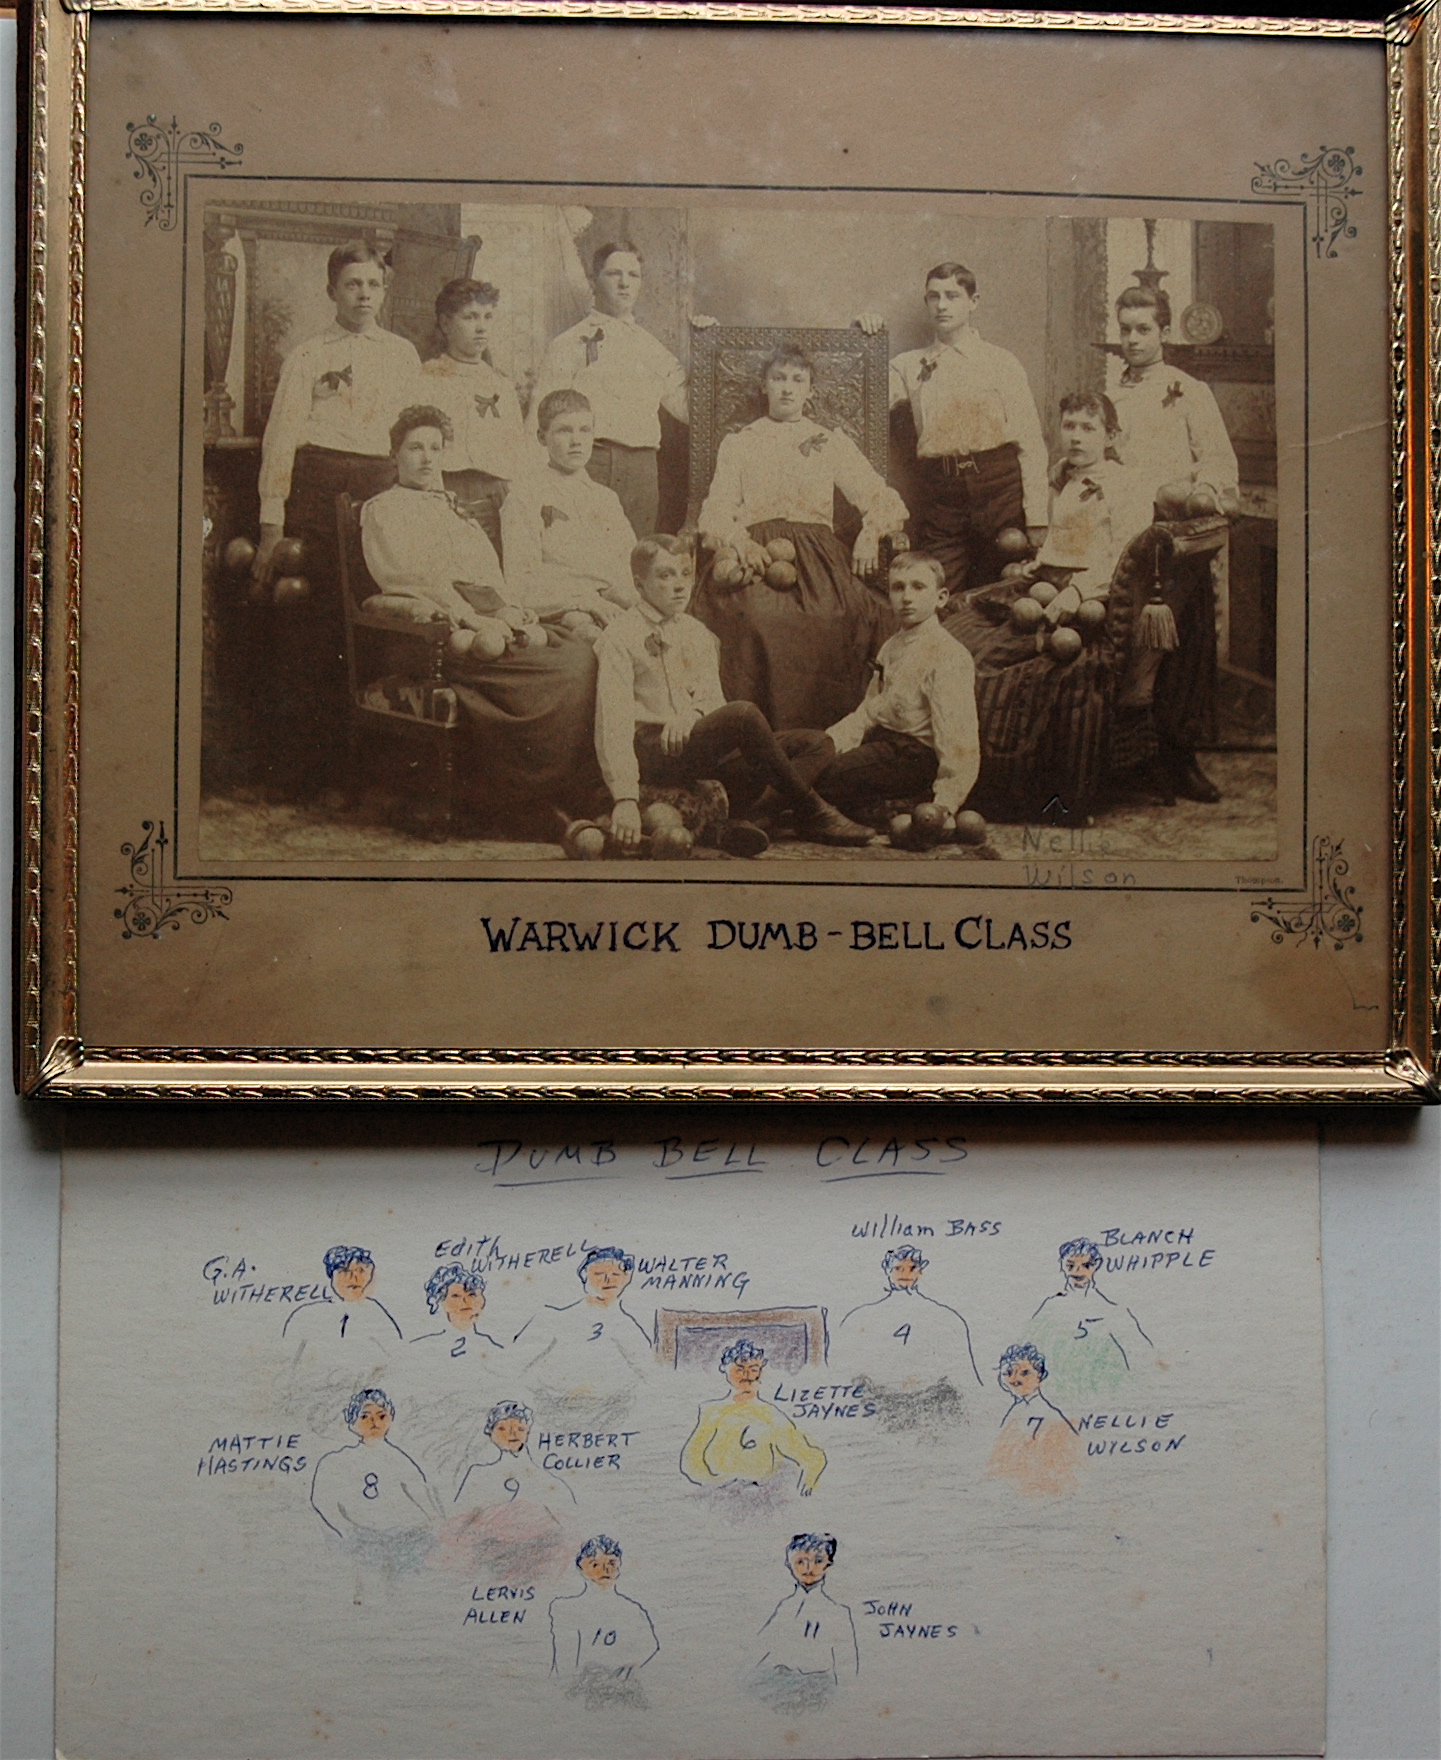 Nellie
Wilson
Thompson.
WARWICK DUMB-BELL CLASS
DUMB BELL CLASS
G.A.
WITHERELL
Edith
WITHERELL
WALTER
MANNING
William BASS
BLANCH
WHIPPLE
1
2
3
4
5
LIZETTE
JAYNES
6
7
NELLIE
WILSON
MATTIE
HASTINGS
8
9
HERBERT
COLLIER
LERVIS
ALLEN
10
11
JOHN
JAYNES